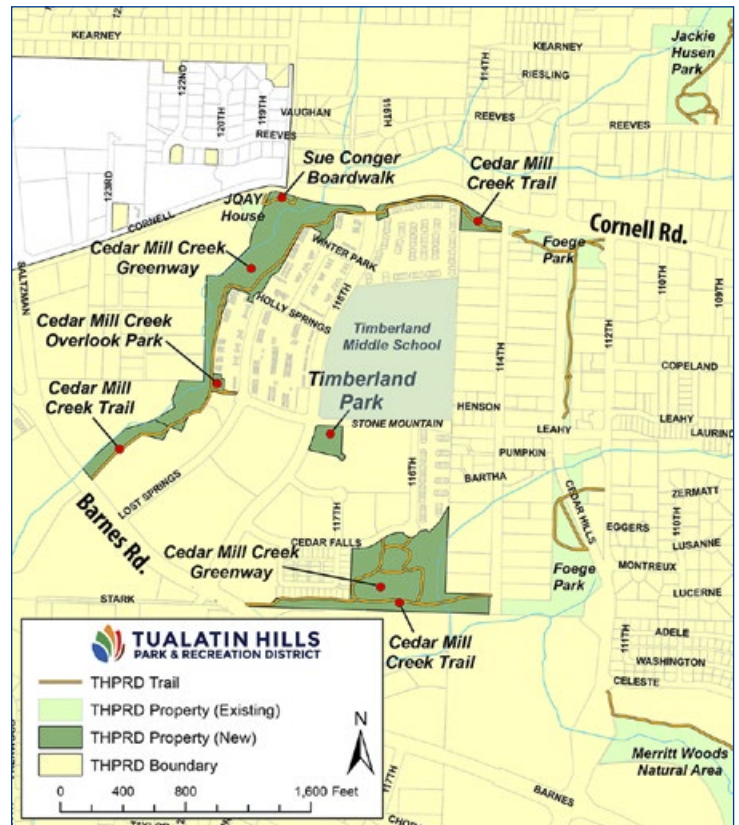 KEARNEY
122ND
119TH
120TH
VAUGHAN
REEVES
123RD
116TH
114TH
KEARNEY
RIESLING
REEVES
REEVES
Jackie
Husen
Park
Sue Conger
Boardwalk
Cedar Mill
Creek Trail
JQAY
House
CORNELL
Cornell Rd.
Foege
Park
SALTZMAN
Cedar Mill Creek
Greenway
WINTER PARK
HOLLY SPRINGS
118TH
110TH
109TH
112TH
114TH
Timberland
Middle School
Cedar Mill Creek
Overlook Park
Timberland
Park
STONE MOUNTAIN
COPELAND
HENSON
LEAHY
LEAHY
LAURIND
Cedar Mill
Creek Trail
PUMPKIN
BARTHA
116TH
CEDAR HILLS
ZERMATT
110TH
EGGERS
LUSANNE
LOST SPRINGS
Barnes Rd.
117TH
CEDAR FALLS
Cedar Mill Creek
Greenway
Foege
Park
MONTREUX
LUCERNE
STARK
Cedar Mill
Creek Trail
111TH
ADELE
WASHINGTON
CELESTE
Merritt Woods
Natural Area
117TH
BARNES
TUALATIN HILLS
PARK & RECREATION DISTRICT
THPRD Trail
THPRD Property (Existing)
THPRD Property (New)
THPRD Boundary
N
0 400 800 1,600 Feet